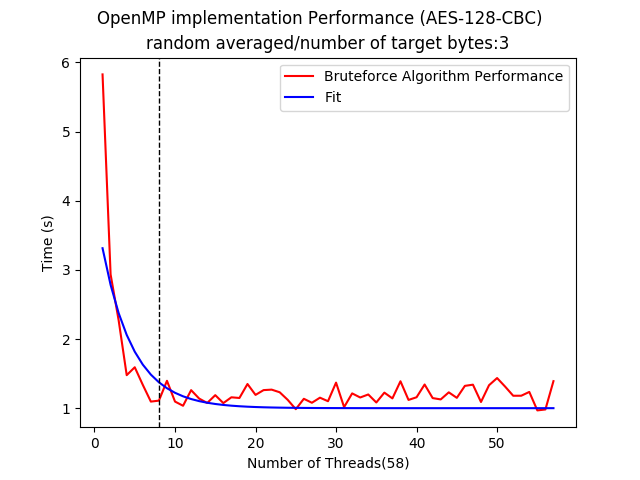 OpenMP implementation Performance (AES-128-CBC)
random averaged/number of target bytes:3
Bruteforce Algorithm Performance
Fit
6
5
4
3
2
1
Time (s)
0 10 20 30 40 50
Number of Threads(58)